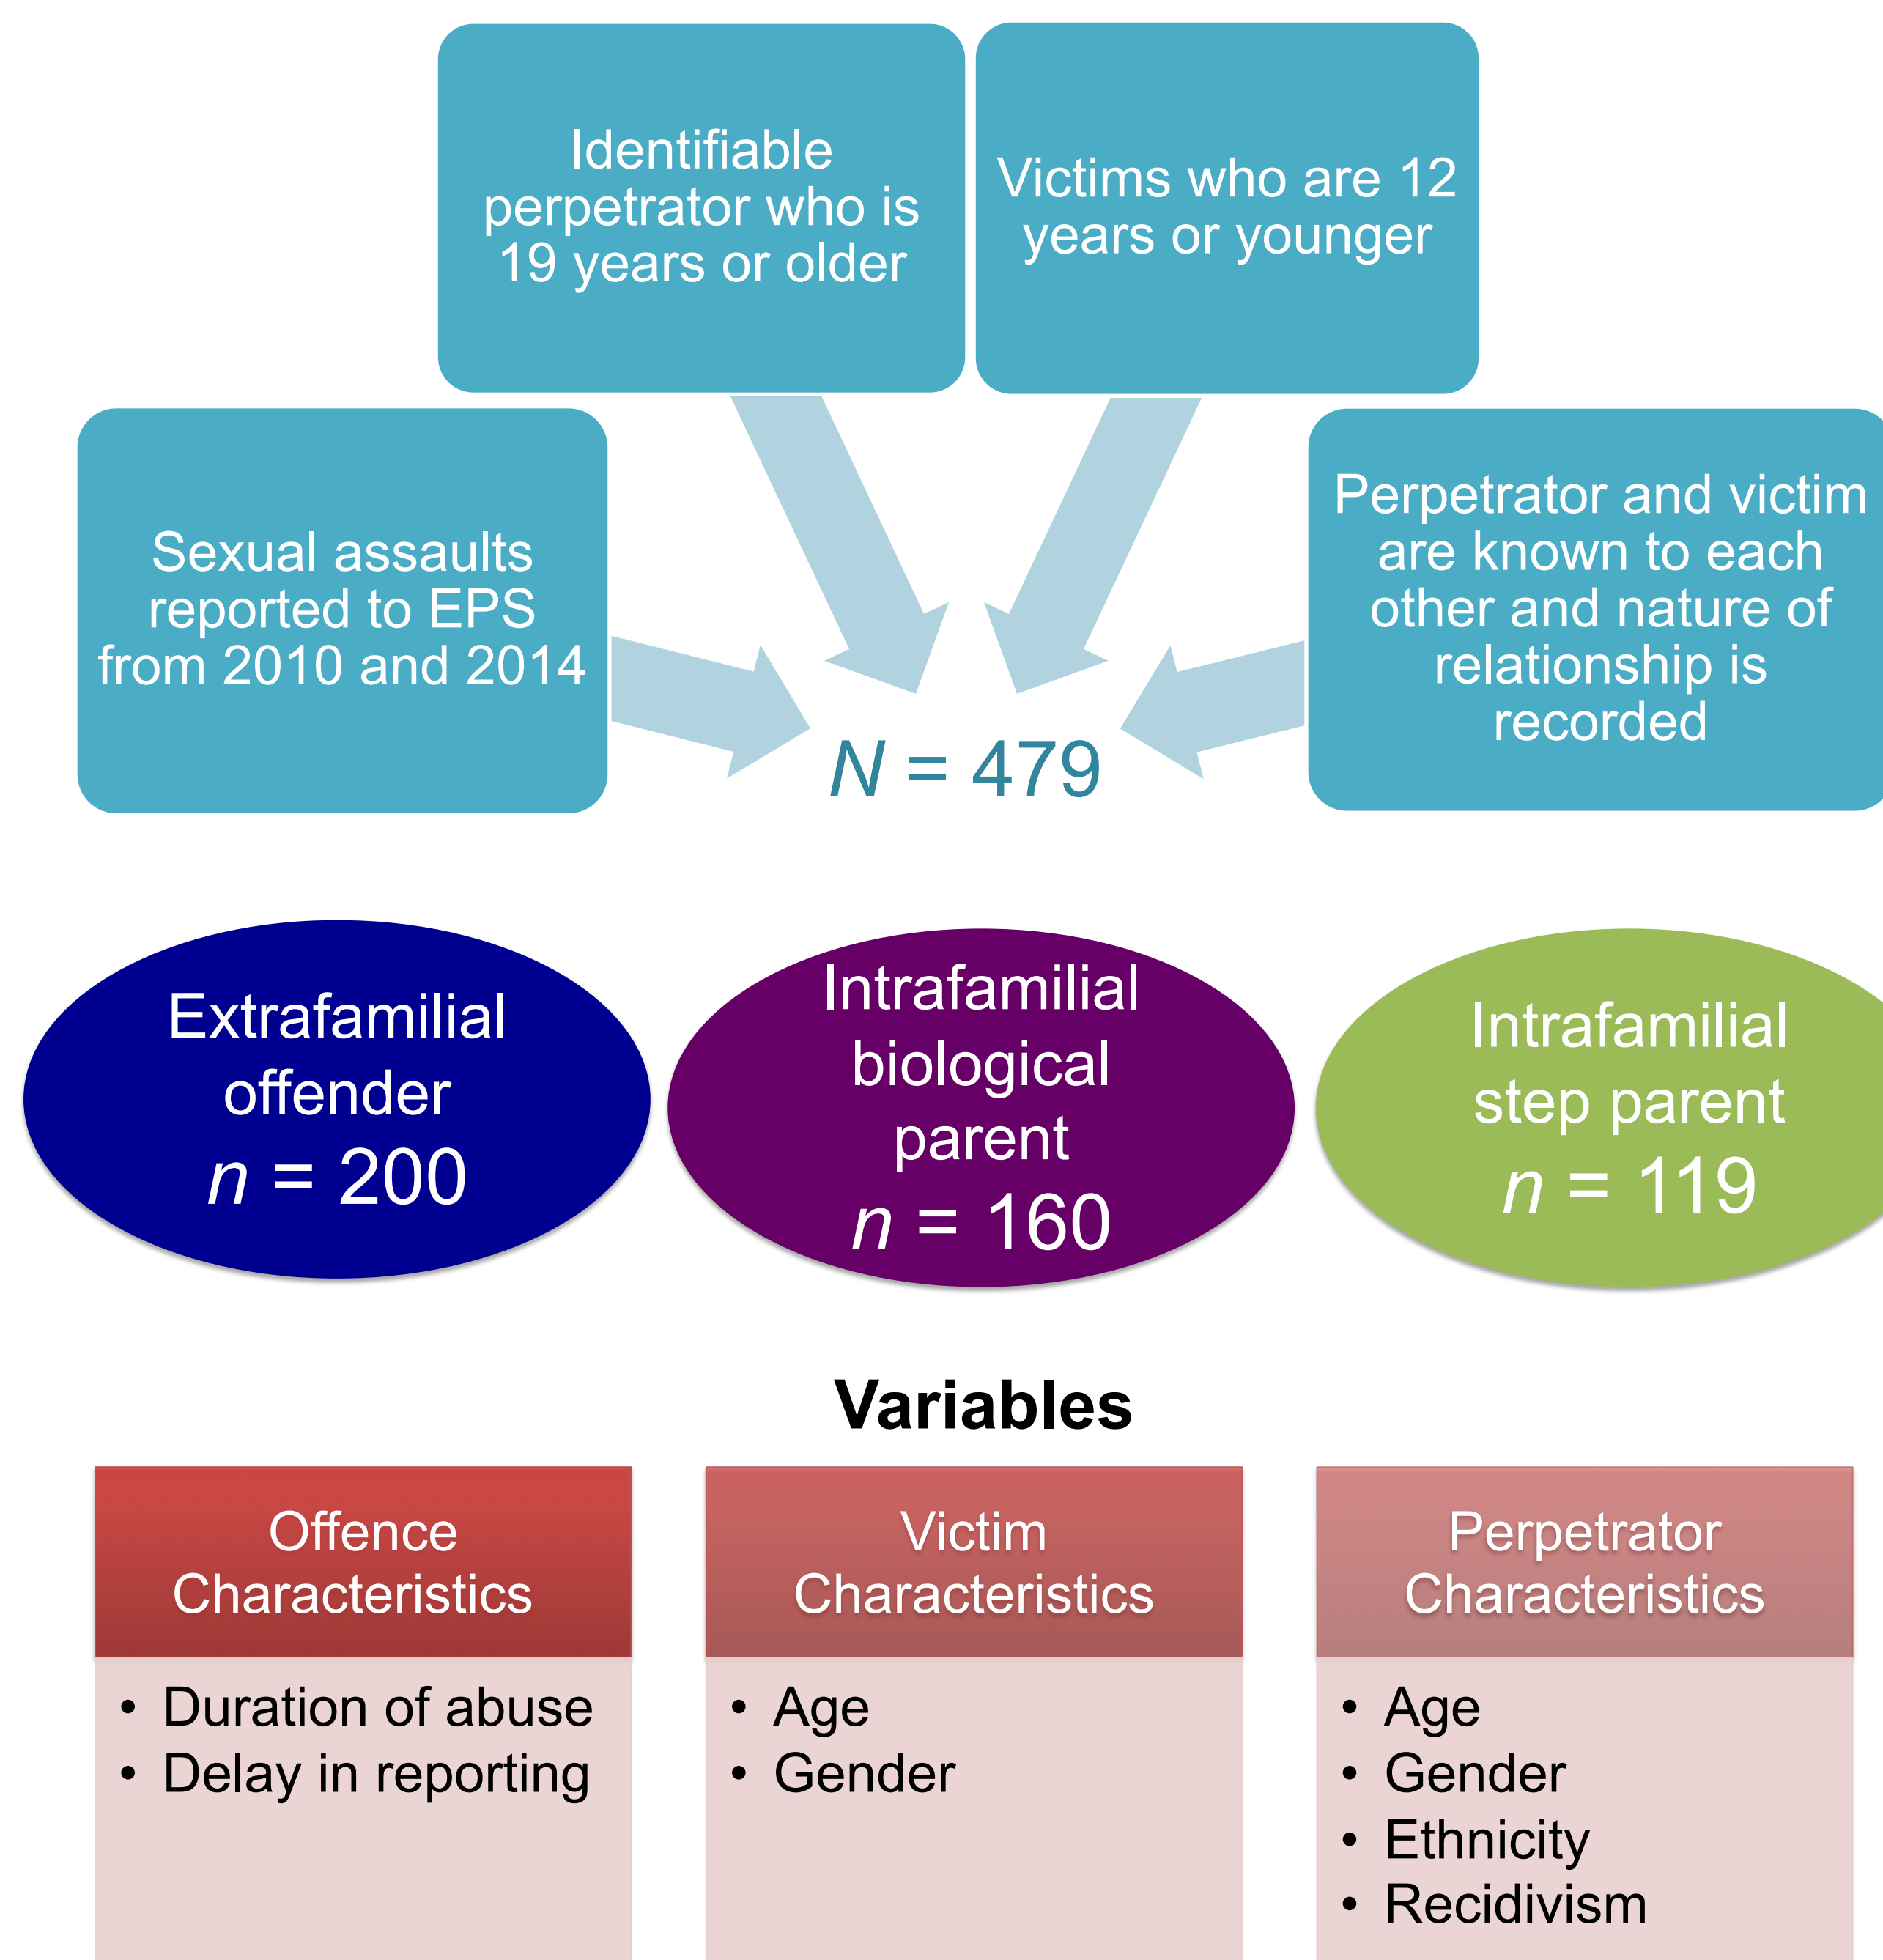 Identifiable
perpetrator who is
19 years or older
Victims who are 12
years or younger
Sexual assaults
reported to EPS
from 2010 and 2014
Perpetrator and victim
are known to each
other and nature of
relationship is
recorded
N = 479
Extrafamilial
offender
n = 200
Intrafamilial
biological
parent
n = 160
Intrafamilial
step parent
n = 119
Variables
Offence
Characteristics
• Duration of abuse
• Delay in reporting
Victim
Characteristics
• Age
• Gender
Perpetrator
Characteristics
• Age
• Gender
• Ethnicity
• Recidivism